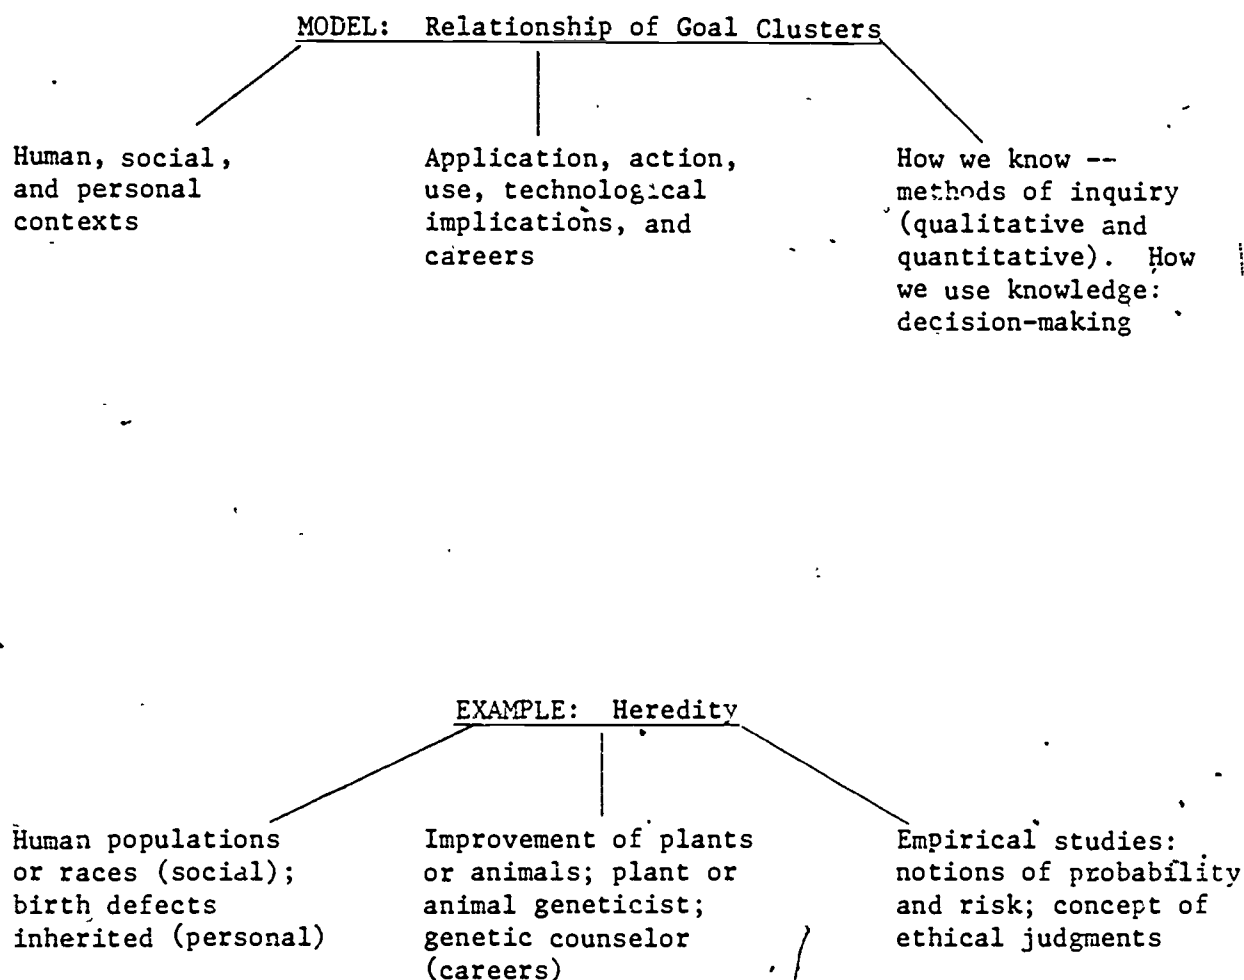 MODEL: Relationship of Goal Clusters
Human, social,
and personal
contexts
Application, action,
use, technological
implications, and
careers
How we know --
methods of inquiry
(qualitative and
quantitative). How
we use knowledge:
decision-making
EXAMPLE: Heredity
Human populations
or races (social);
birth defects
inherited (personal)
Improvement of plants
or animals; plant or
animal geneticist;
genetic counselor
(careers)
Empirical studies:
notions of probability
and risk; concept of
ethical judgments